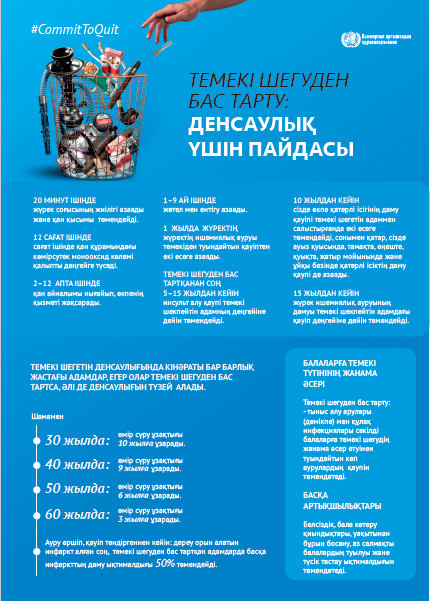 #CommitToQuit
Всемирная организация
здравоохранения
ТЕМЕКІ ШЕГУДЕН
БАС ТАРТУ:
ДЕНСАУЛЫҚ
ҮШІН ПАЙДАСЫ
20 МИНУТ ІШІНДЕ
жүрек соғысының жиілігі азаяды
және қан қысымы төмендейді.
12 САҒАТ ІШІНДЕ
сағат ішінде қан құрамындағы
көмірсутек монооксид көлемі
қалыпты деңгейге түседі.
2–12 АПТА ІШІНДЕ
қан айналымы нығайып, өкпенің
қызметі жақсарады.
1–9 АЙ ІШІНДЕ
жөтел мен ентігу азаяды.
1 ЖЫЛДА ЖҮРЕКТІҢ
жүректің ишемиялық ауруы
темекіден туындайтын қауіптен
екі есеге азаяды.
ТЕМЕКІ ШЕГУДЕН БАС
ТАРТҚАНАН СОҢ
5–15 ЖЫЛДАН КЕЙІН
инсульт алу қаупі темекі
шекпейтін адамның деңгейіне
дейін төмендейді.
10 ЖЫЛДАН КЕЙІН
сізде өкпе қатерлі ісігінің даму
қаупі темекі шегетін адаммен
салыстырғанда екі есеге
төмендейді, сонымен қатар, сізде
ауыз қуысында, тамақта, өңеште,
қуықта, жатыр мойынында және
ұйқы безінде қатерлі ісіктің даму
қаупі де азаяды.
15 ЖЫЛДАН КЕЙІН
жүрек ишемиялық ауруының
дамуы темекі шекпейтін адамдағы
қауіп деңгейіне дейін төмендейді.
ТЕМЕКІ ШЕГЕТІН ДЕНСАУЛЫҒЫНДА КІНӘРАТЫ БАР БАРЛЫҚ
ЖАСТАҒЫ АДАМДАР, ЕГЕР ОЛАР ТЕМЕКІ ШЕГУДЕН БАС
ТАРТСА, ӘЛІ ДЕ ДЕНСАУЛЫҒЫН ТҮЗЕЙ АЛАДЫ.
Шамамен
30 жылда: өмір сүру ұзақтығы
10 жылға ұзарады.
40 жылда: өмір сүру ұзақтығы
9 жылға ұзарады.
50 жылда: өмір сүру ұзақтығы
6 жылға ұзарады.
60 жылда: өмір сүру ұзақтығы
3 жылға ұзарады.
Ауру өршіп, қауіп төндіргеннен кейін: дереу орын алатын
инфаркт алған соң, темекі шегуден бас тартқан адамдарда басқа
инфаркттың даму ықтималдығы 50% төмендейді.
БАЛАЛАРҒА ТЕМЕКІ
ТҮТІНІНІҢ ЖАНАМА
ӘСЕРІ
Темекі шегуден бас тарту:
- тыныс алу арулары
(демікпе) мен құлақ
инфекциялары секілді
балаларға темекі шегудің
жанама әсер етуінен
туындайтын көп
аурулардың қаупін
төмендетеді.
БАСҚА
АРТЫҚШЫЛЫҚТАРЫ
Белсіздік, бала көтеру
қиындықтары, уақытынан
бұрын босану, аз салмақты
балалардың туылуы және
түсік тастау ықтималдығын
төмендетеді.